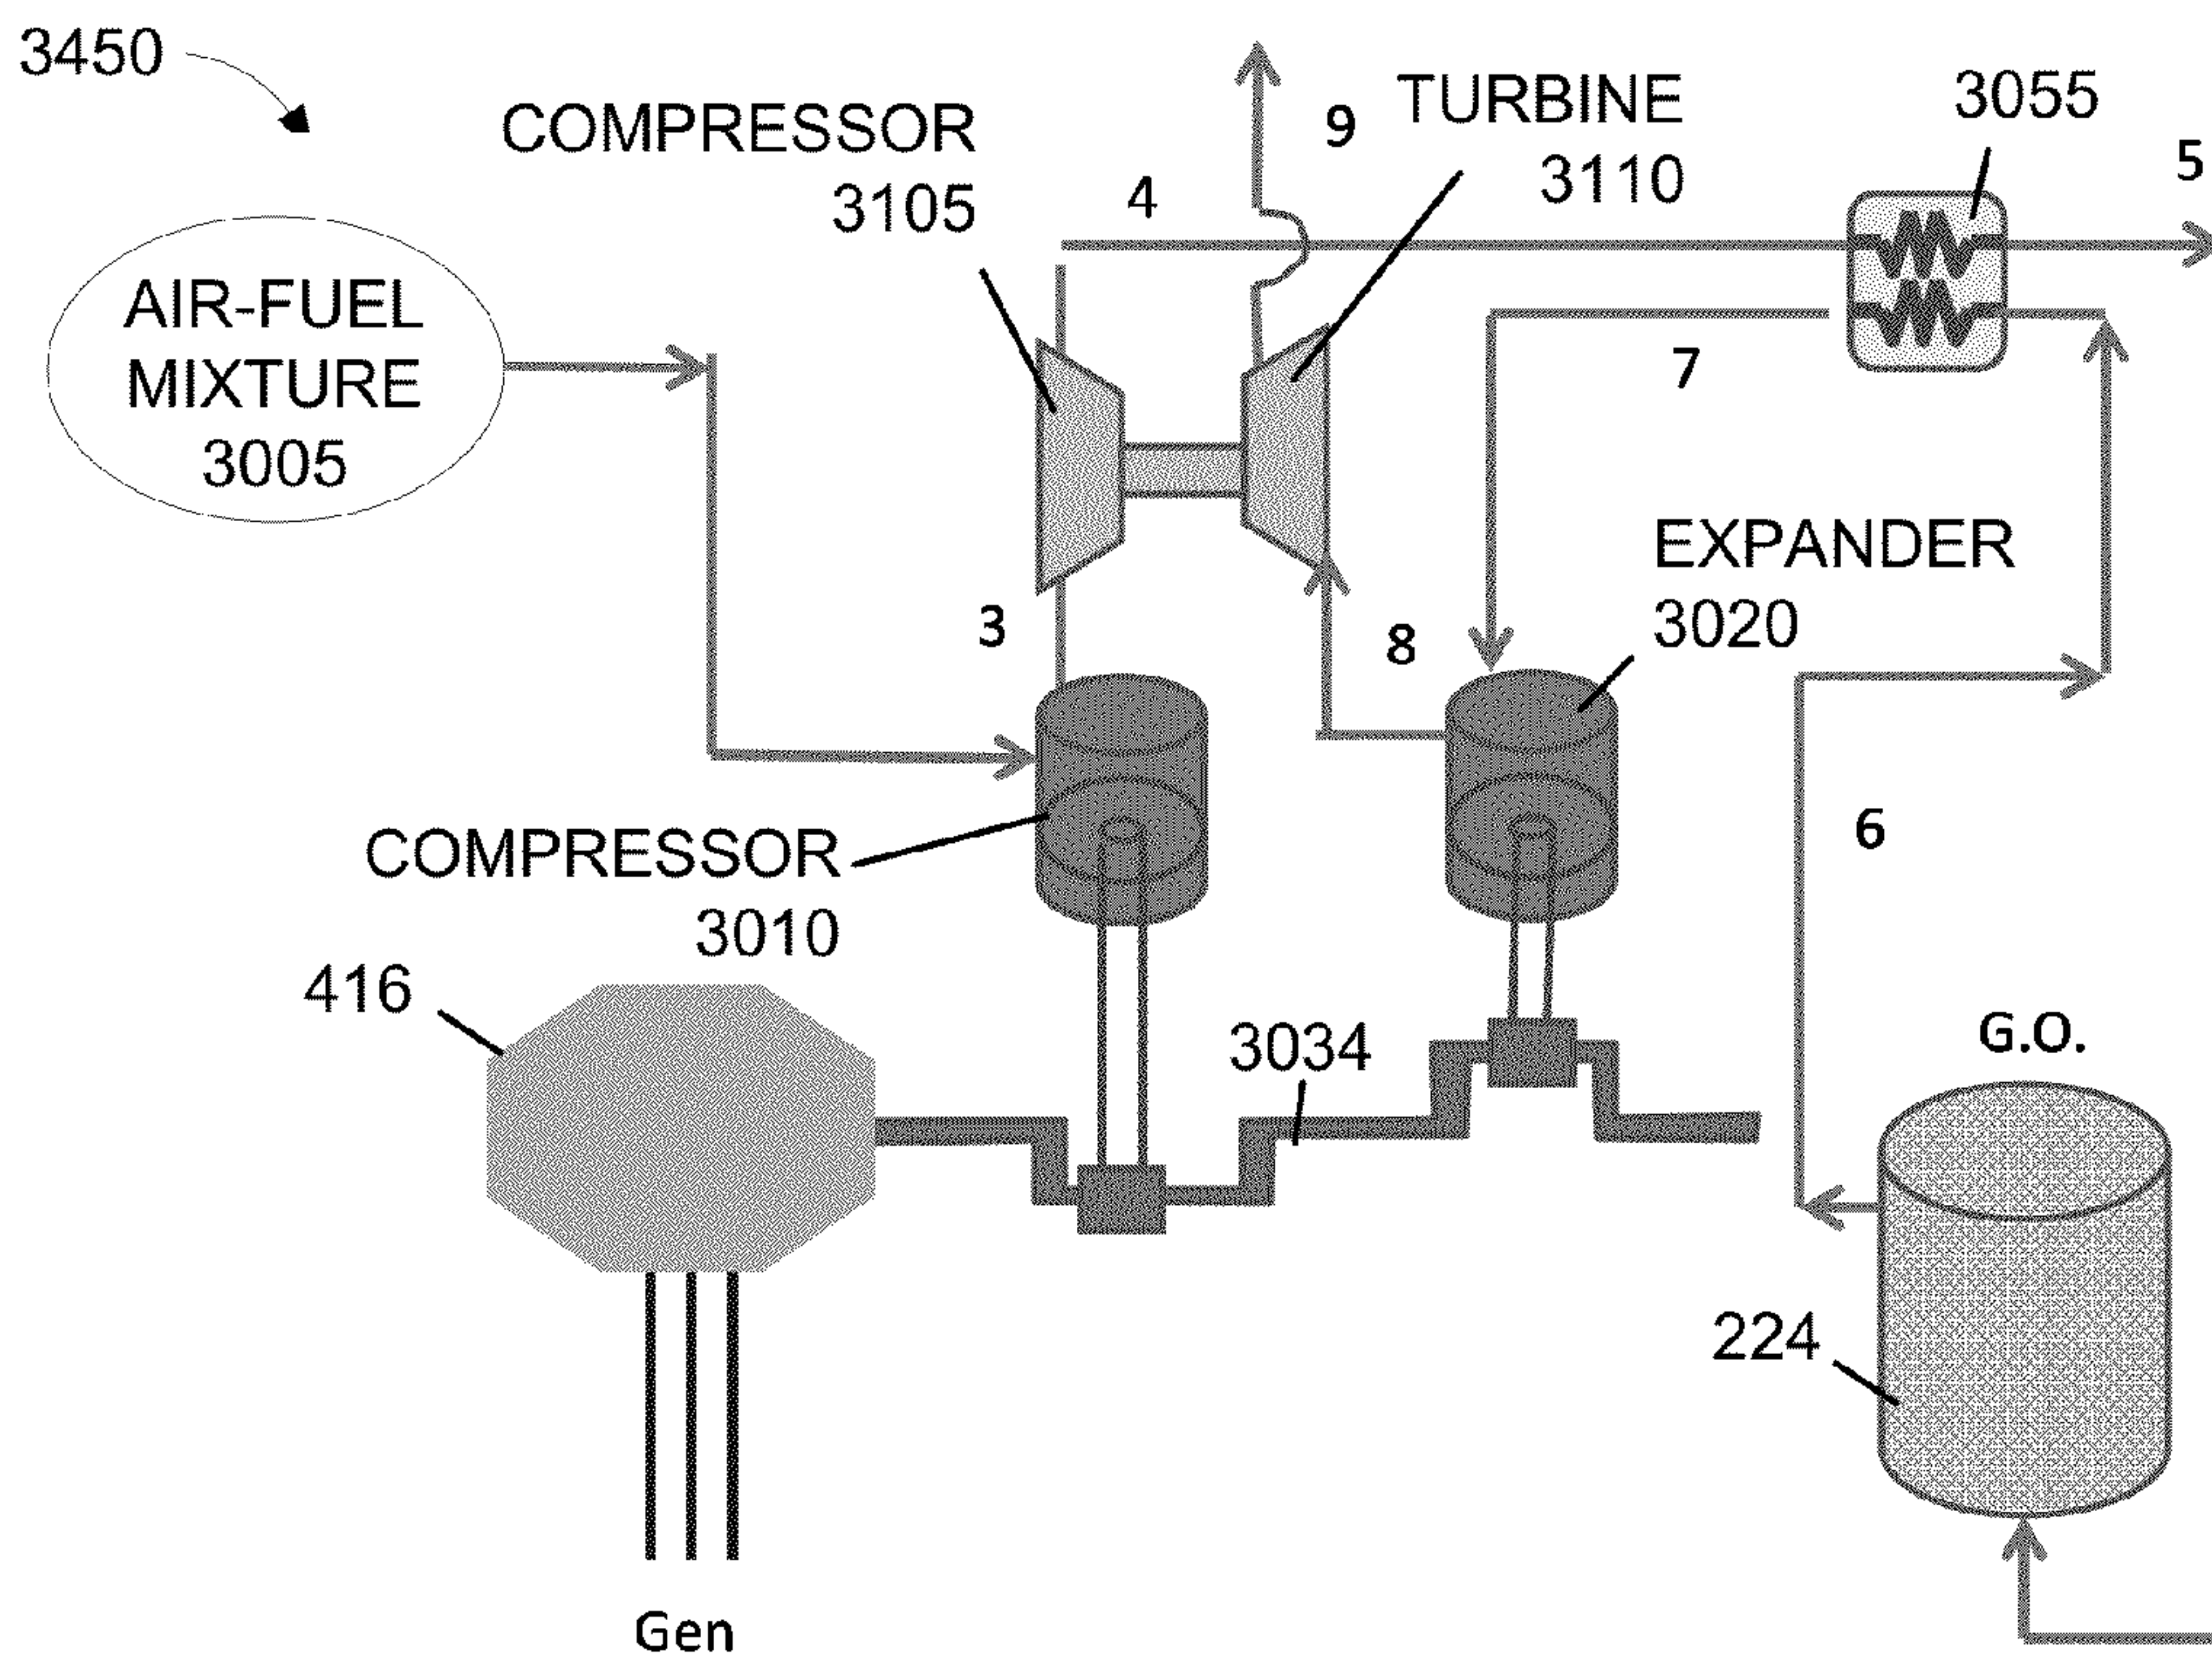 3450
COMPRESSOR
3105
4
9
TURBINE
3110
3055
5
AIR-FUEL
MIXTURE
3005
7
3
8
EXPANDER
3020
6
COMPRESSOR
3010
416
3034
G.O.
224
Gen